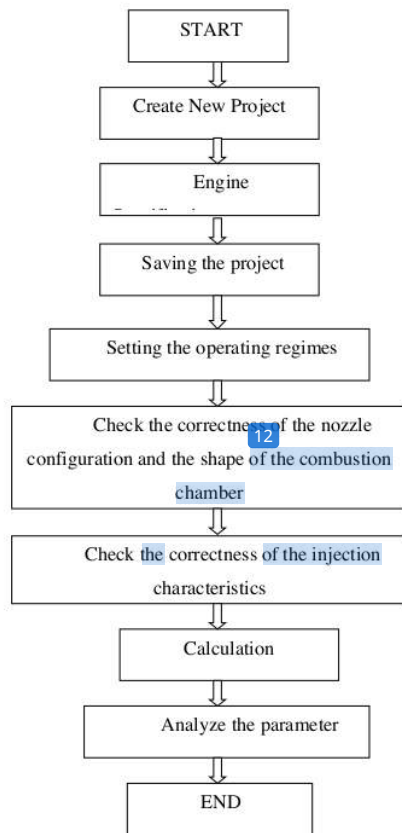 START
Create New Project
Engine
Saving the project
Setting the operating regimes
Check the correctness of the nozzle
12
configuration and the shape of the combustion
chamber
Check the correctness of the injection
characteristics
Calculation
Analyze the parameter
END